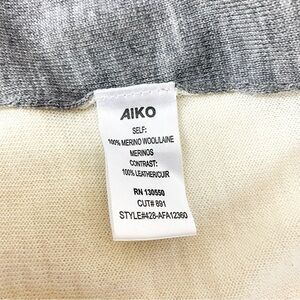 AIKO
SELF:
100% MERINO WOOL/LAINE
MERINOS
CONTRAST:
100% LEATHER/CUIR
RN 130550
CUT# 891
STYLE#428-AFA12360